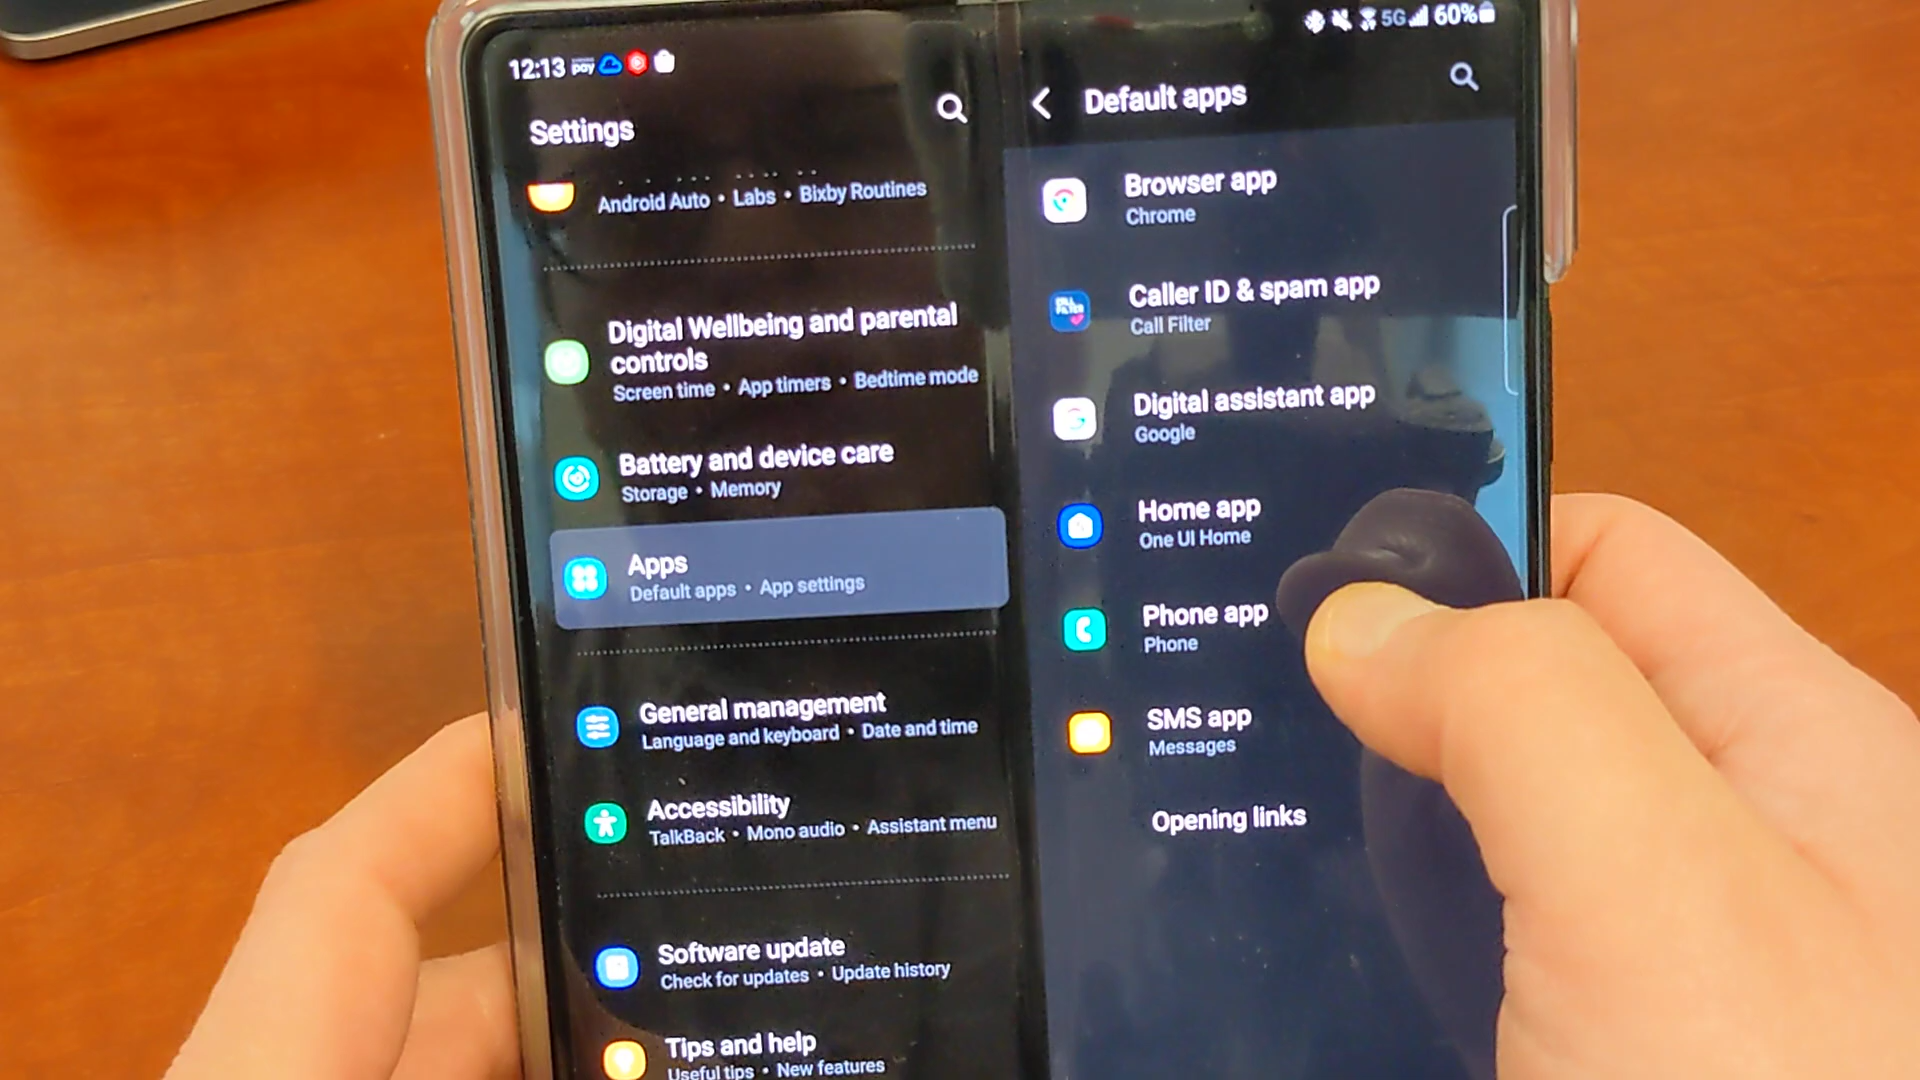 12:13 pay
Settings
Android Auto • Labs • Bixby Routines
Digital Wellbeing and parental
controls
Screen time • App timers • Bedtime mode
Battery and device care
Storage • Memory
Apps
Default apps • App settings
General management
Language and keyboard • Date and time
Accessibility
TalkBack • Mono audio • Assistant menu
Software update
Check for updates • Update history
Tips and help
Useful tips • New features
5G 60%
Default apps
Browser app
Chrome
CALL
FILTER
Caller ID & spam app
Call Filter
Digital assistant app
Google
Home app
One UI Home
Phone app
Phone
SMS app
Messages
Opening links